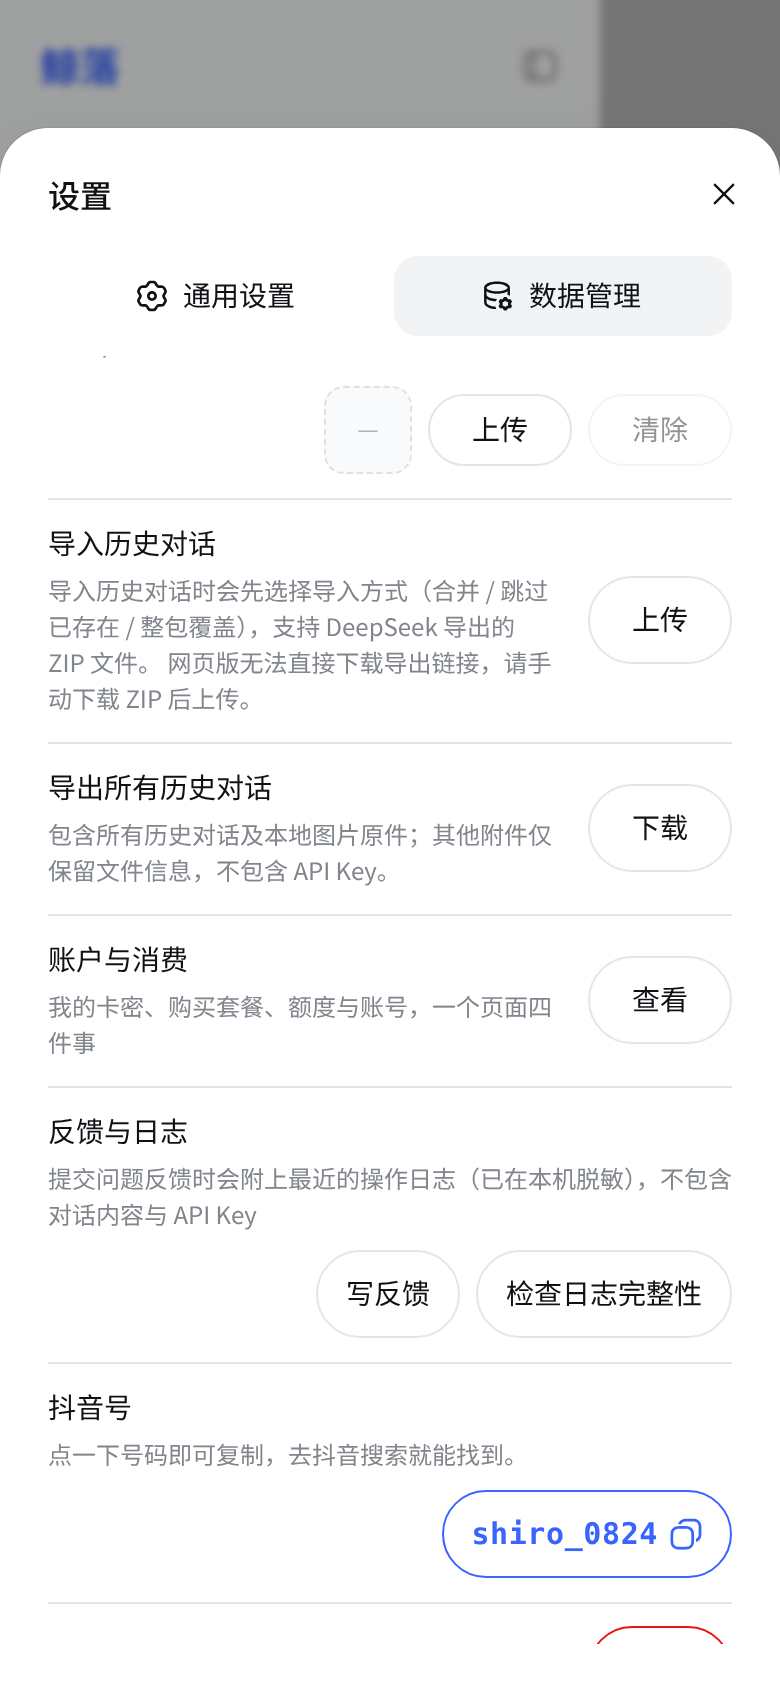 鲸落
设置
通用设置
数据管理
—
上传
清除
导入历史对话
导入历史对话时会先选择导入方式（合并 / 跳过
已存在 / 整包覆盖），支持 DeepSeek 导出的
ZIP 文件。 网页版无法直接下载导出链接，请手
动下载 ZIP 后上传。
上传
导出所有历史对话
包含所有历史对话及本地图片原件；其他附件仅
保留文件信息，不包含 API Key。
下载
账户与消费
我的卡密、购买套餐、额度与账号，一个页面四
件事
查看
反馈与日志
提交问题反馈时会附上最近的操作日志（已在本机脱敏），不包含
对话内容与 API Key
写反馈
检查日志完整性
抖音号
点一下号码即可复制，去抖音搜索就能找到。
shiro_0824